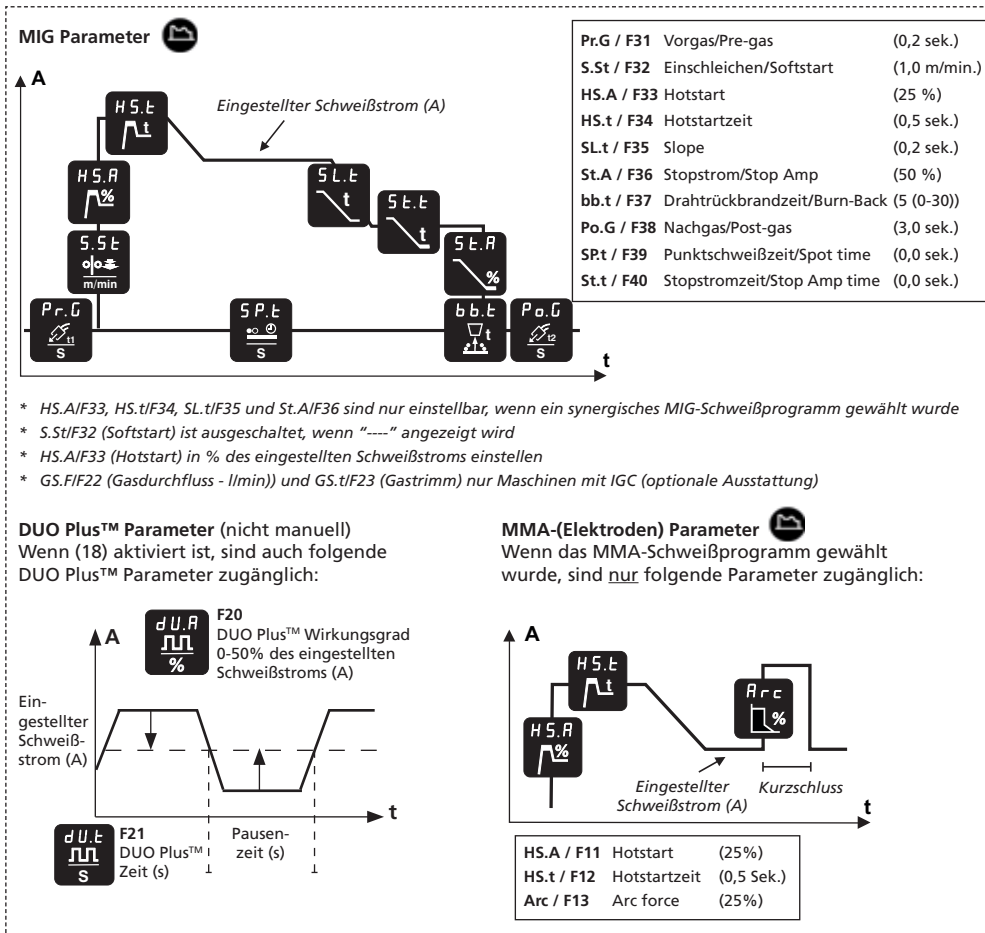 MIG Parameter
A
HS.t
t
Eingestellter Schweißstrom (A)
HS.A
%
SL.t
t
St.t
t
S.St
m/min
St.A
%
Pr.G
t1
S
SP.t
S
bb.t
t
Po.G
t2
S
t
Pr.G / F31 Vorgas/Pre-gas (0,2 sek.)
S.St / F32 Einschleichen/Softstart (1,0 m/min.)
HS.A / F33 Hotstart (25 %)
HS.t / F34 Hotstartzeit (0,5 sek.)
SL.t / F35 Slope (0,2 sek.)
St.A / F36 Stopstrom/Stop Amp (50 %)
bb.t / F37 Drahtrückbrandzeit/Burn-Back (5 (0-30))
Po.G / F38 Nachgas/Post-gas (3,0 sek.)
SP.t / F39 Punktschweißzeit/Spot time (0,0 sek.)
St.t / F40 Stopstromzeit/Stop Amp time (0,0 sek.)
* HS.A/F33, HS.t/F34, SL.t/F35 und St.A/F36 sind nur einstellbar, wenn ein synergisches MIG-Schweißprogramm gewählt wurde
* S.St/F32 (Softstart) ist ausgeschaltet, wenn "----" angezeigt wird
* HS.A/F33 (Hotstart) in % des eingestellten Schweißstroms einstellen
* GS.F/F22 (Gasdurchfluss - l/min)) und GS.t/F23 (Gastrimm) nur Maschinen mit IGC (optionale Ausstattung)
DUO Plus™ Parameter (nicht manuell)
Wenn (18) aktiviert ist, sind auch folgende
DUO Plus™ Parameter zugänglich:
A
dU.A
%
F20
DUO Plus™ Wirkungsgrad
0-50% des eingestellten
Schweißstroms (A)
Ein-
gestellter
Schweiß-
strom (A)
t
dU.t
S
F21
DUO Plus™
Zeit (s)
Pausen-
zeit (s)
MMA-(Elektroden) Parameter
Wenn das MMA-Schweißprogramm gewählt
wurde, sind nur folgende Parameter zugänglich:
A
HS.t
t
HS.A
%
Arc
%
Eingestellter
Schweißstrom (A)
Kurzschluss
t
HS.A / F11 Hotstart (25%)
HS.t / F12 Hotstartzeit (0,5 Sek.)
Arc / F13 Arc force (25%)